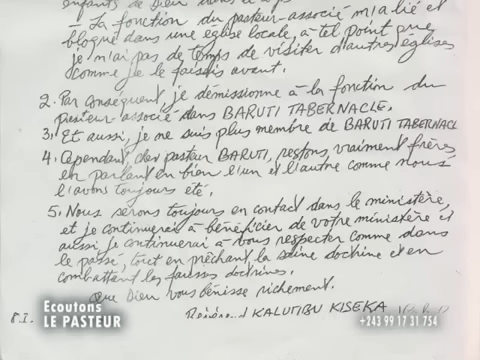 enfants de Dieu dans
La fonction du pasteur-associé m'a lié et
bloqué dans une église locale, à tel point que
je n'ai pas de temps de visiter d'autres églises
comme je le faisais avant.
2. Par conséquent, je démissionne à la fonction du
pasteur associé dans BARUTI TABERNACLE.
3. Et aussi, je ne suis plus membre de BARUTI TABERNACL
4. Cependant, cher pasteur BARUTI, restons vraiment frères
en parlant en bien l'un et l'autre comme nous
l'avons toujours été.
5. Nous serons toujours en contact dans le ministère,
et je continuerai à bénéficier de votre ministère et
aussi je continuerai à vous respecter comme dans
le passé, tout en prêchant la saine doctrine et en
combattant les fausses doctrines.
Que Dieu vous bénisse richement.
Révérend KALUTIBU KISEKA
P.I.
Ecoutons
LE PASTEUR
+243 99 17 31 754